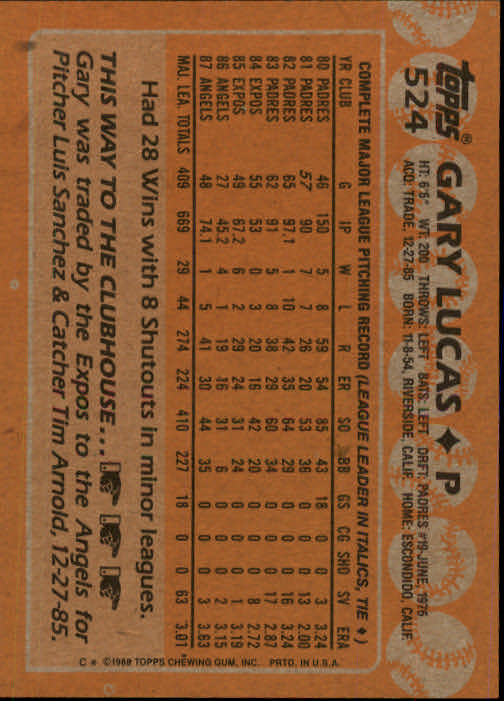 topps® GARY LUCAS ♦ P
524
HT: 6'5" WT: 200 THROWS: LEFT BATS: LEFT DRFT: PADRES #19-JUNE, 1976
ACQ: TRADE, 12-27-85 BORN: 11-8-54, RIVERSIDE, CALIF. HOME: ESCONDIDO, CALIF.
COMPLETE MAJOR LEAGUE PITCHING RECORD (LEAGUE LEADER IN ITALICS, TIE ♦)
YR CLUB G IP W L R ER SO BB GS CG SHO SV ERA
80 PADRES 46 150 5 8 59 54 85 43 18 0 0 3 3.24
81 PADRES 57 90 7 7 26 20 53 36 0 0 0 13 2.00
82 PADRES 65 97.1 1 10 42 35 64 29 0 0 0 16 3.24
83 PADRES 62 91 5 8 38 29 60 34 0 0 0 17 2.87
84 EXPOS 55 53 0 3 20 16 42 20 0 0 0 8 2.72
85 EXPOS 49 67.2 6 2 29 24 31 24 0 0 0 1 3.19
86 ANGELS 27 45.2 4 1 19 16 31 6 0 0 0 2 3.15
87 ANGELS 48 74.1 1 5 41 30 44 35 0 0 0 3 3.63
MAJ. LEA. TOTALS 409 669 29 44 274 224 410 227 18 0 0 63 3.01
Had 28 Wins with 8 Shutouts in minor leagues.
THIS WAY TO THE CLUBHOUSE...
Gary was traded by the Expos to the Angels for
Pitcher Luis Sanchez & Catcher Tim Arnold, 12-27-85.
C * ©1988 TOPPS CHEWING GUM, INC. PRTD. IN U.S.A.